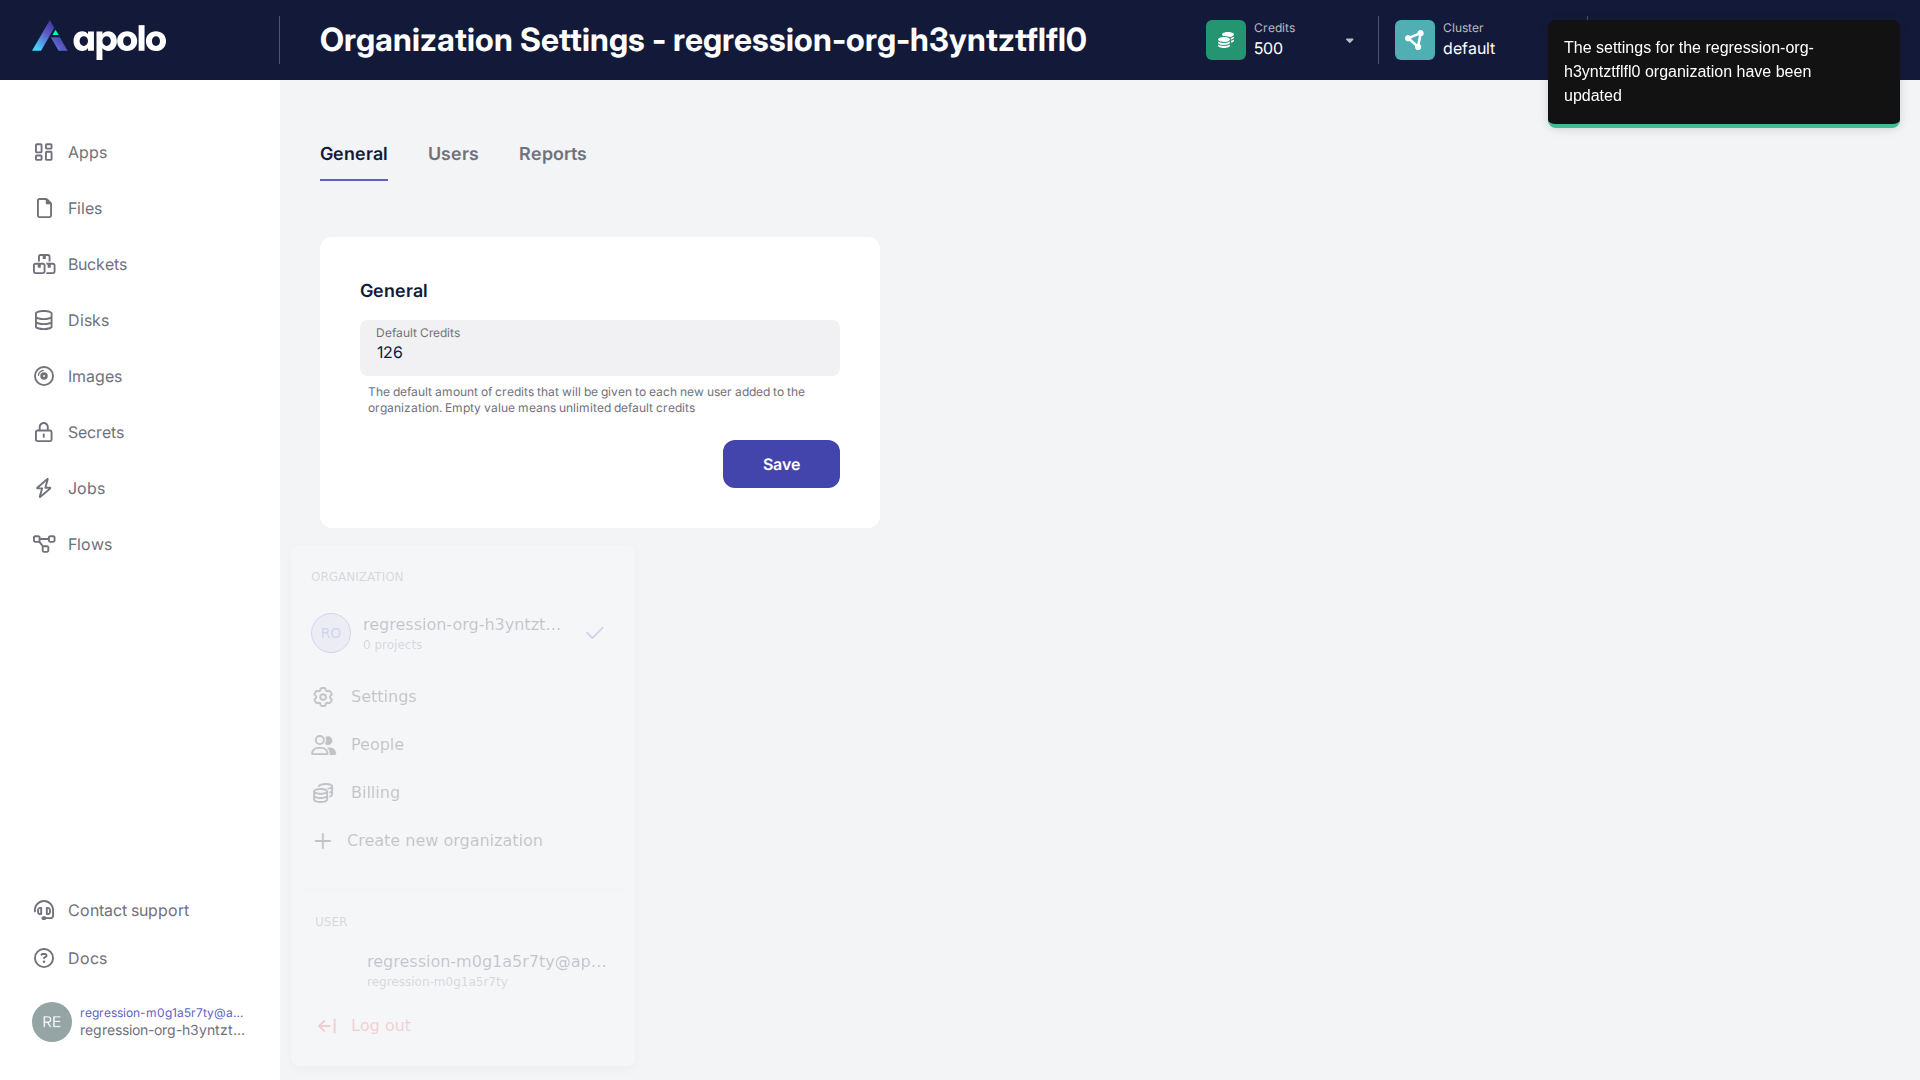 apolo
Organization Settings - regression-org-h3yntztflfl0
Credits
500
Cluster
default
The settings for the regression-org-
h3yntztflfl0 organization have been
updated
Apps
Files
Buckets
Disks
Images
Secrets
Jobs
Flows
Contact support
Docs
RE
regression-m0g1a5r7ty@a...
regression-org-h3yntzt...
General
Users
Reports
General
Default Credits
126
The default amount of credits that will be given to each new user added to the
organization. Empty value means unlimited default credits
Save
ORGANIZATION
RO
regression-org-h3yntzt...
0 projects
Settings
People
Billing
Create new organization
USER
regression-m0g1a5r7ty@ap...
regression-m0g1a5r7ty
Log out